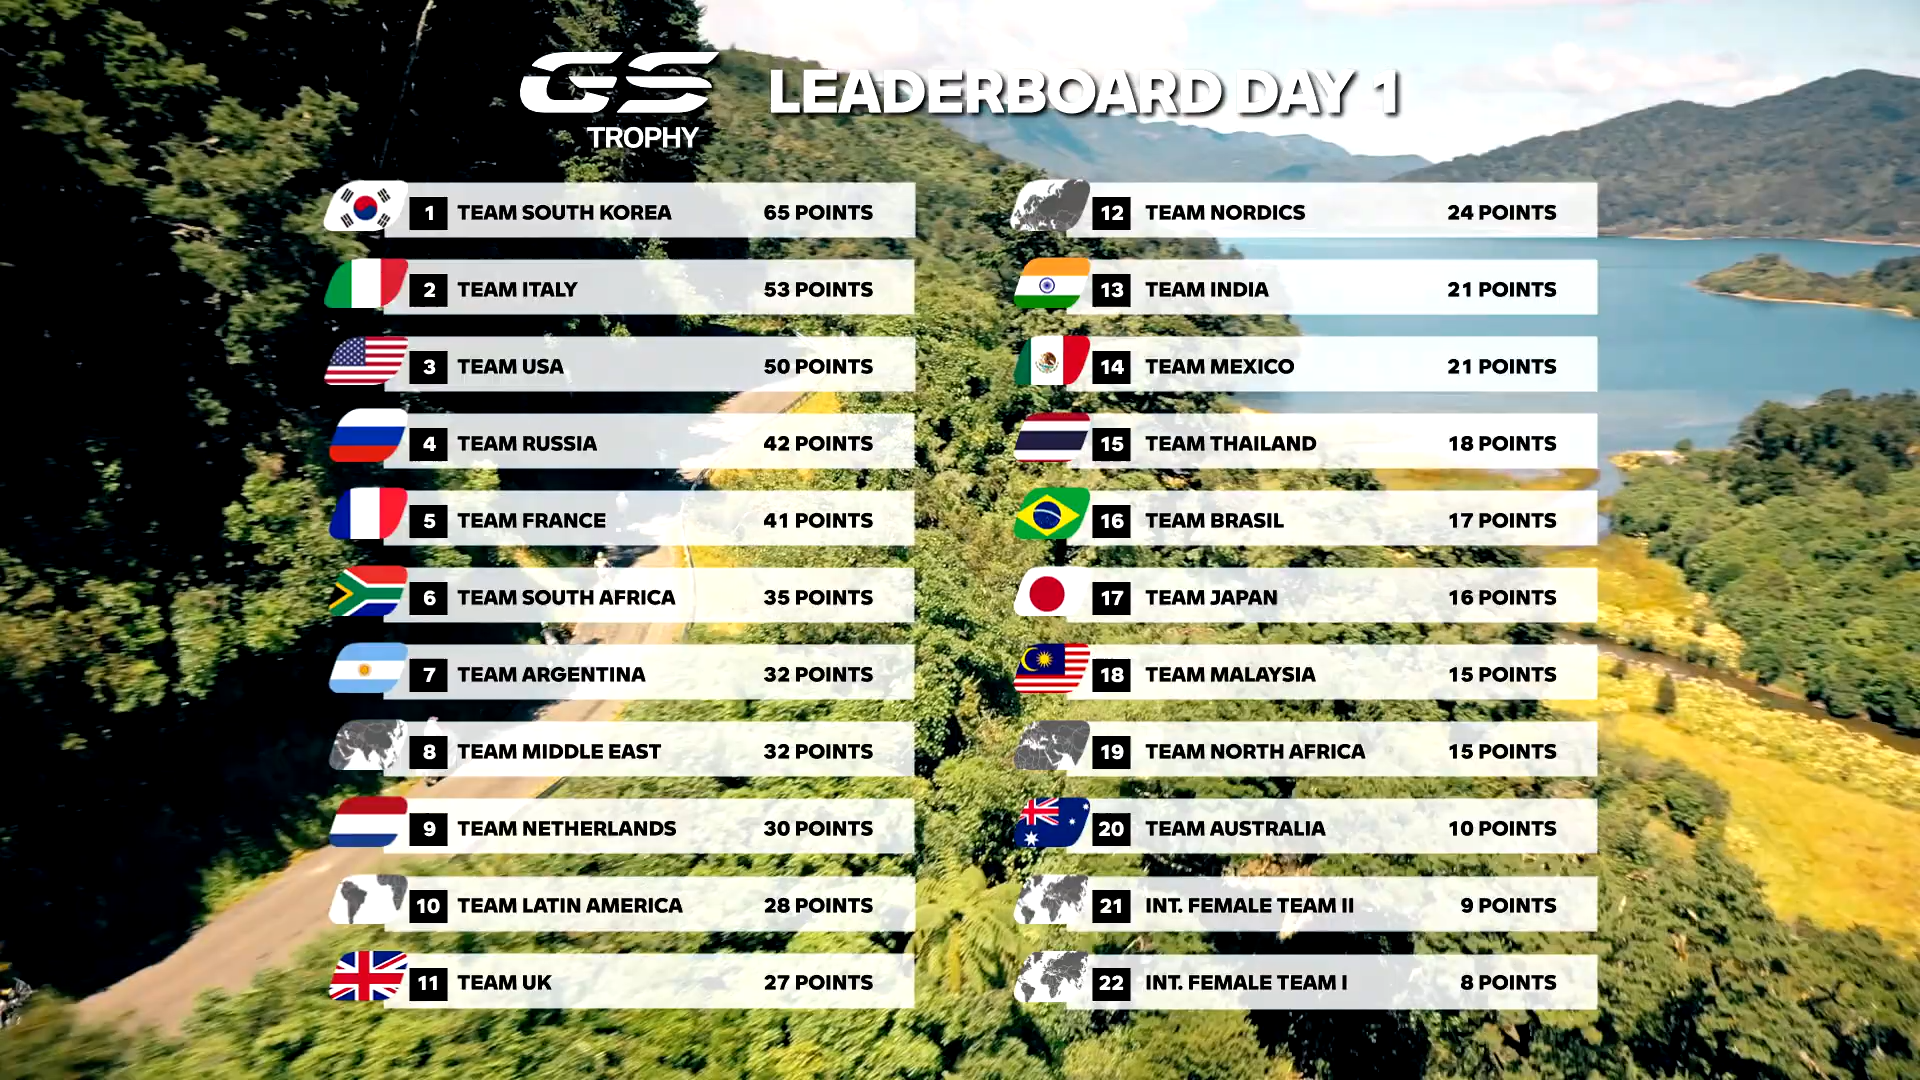 GS
TROPHY
LEADERBOARD DAY 1
1 TEAM SOUTH KOREA 65 POINTS
2 TEAM ITALY 53 POINTS
3 TEAM USA 50 POINTS
4 TEAM RUSSIA 42 POINTS
5 TEAM FRANCE 41 POINTS
6 TEAM SOUTH AFRICA 35 POINTS
7 TEAM ARGENTINA 32 POINTS
8 TEAM MIDDLE EAST 32 POINTS
9 TEAM NETHERLANDS 30 POINTS
10 TEAM LATIN AMERICA 28 POINTS
11 TEAM UK 27 POINTS
12 TEAM NORDICS 24 POINTS
13 TEAM INDIA 21 POINTS
14 TEAM MEXICO 21 POINTS
15 TEAM THAILAND 18 POINTS
16 TEAM BRASIL 17 POINTS
17 TEAM JAPAN 16 POINTS
18 TEAM MALAYSIA 15 POINTS
19 TEAM NORTH AFRICA 15 POINTS
20 TEAM AUSTRALIA 10 POINTS
21 INT. FEMALE TEAM II 9 POINTS
22 INT. FEMALE TEAM I 8 POINTS